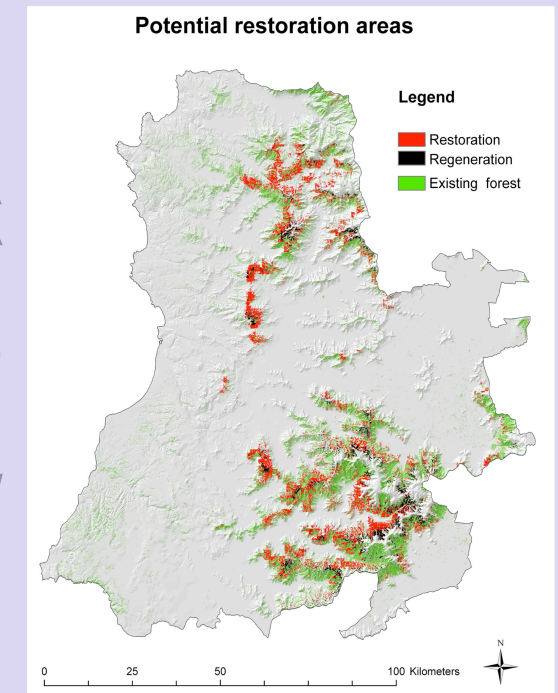 Potential restoration areas
Legend
Restoration
Regeneration
Existing forest
N
0 25 50 100 Kilometers